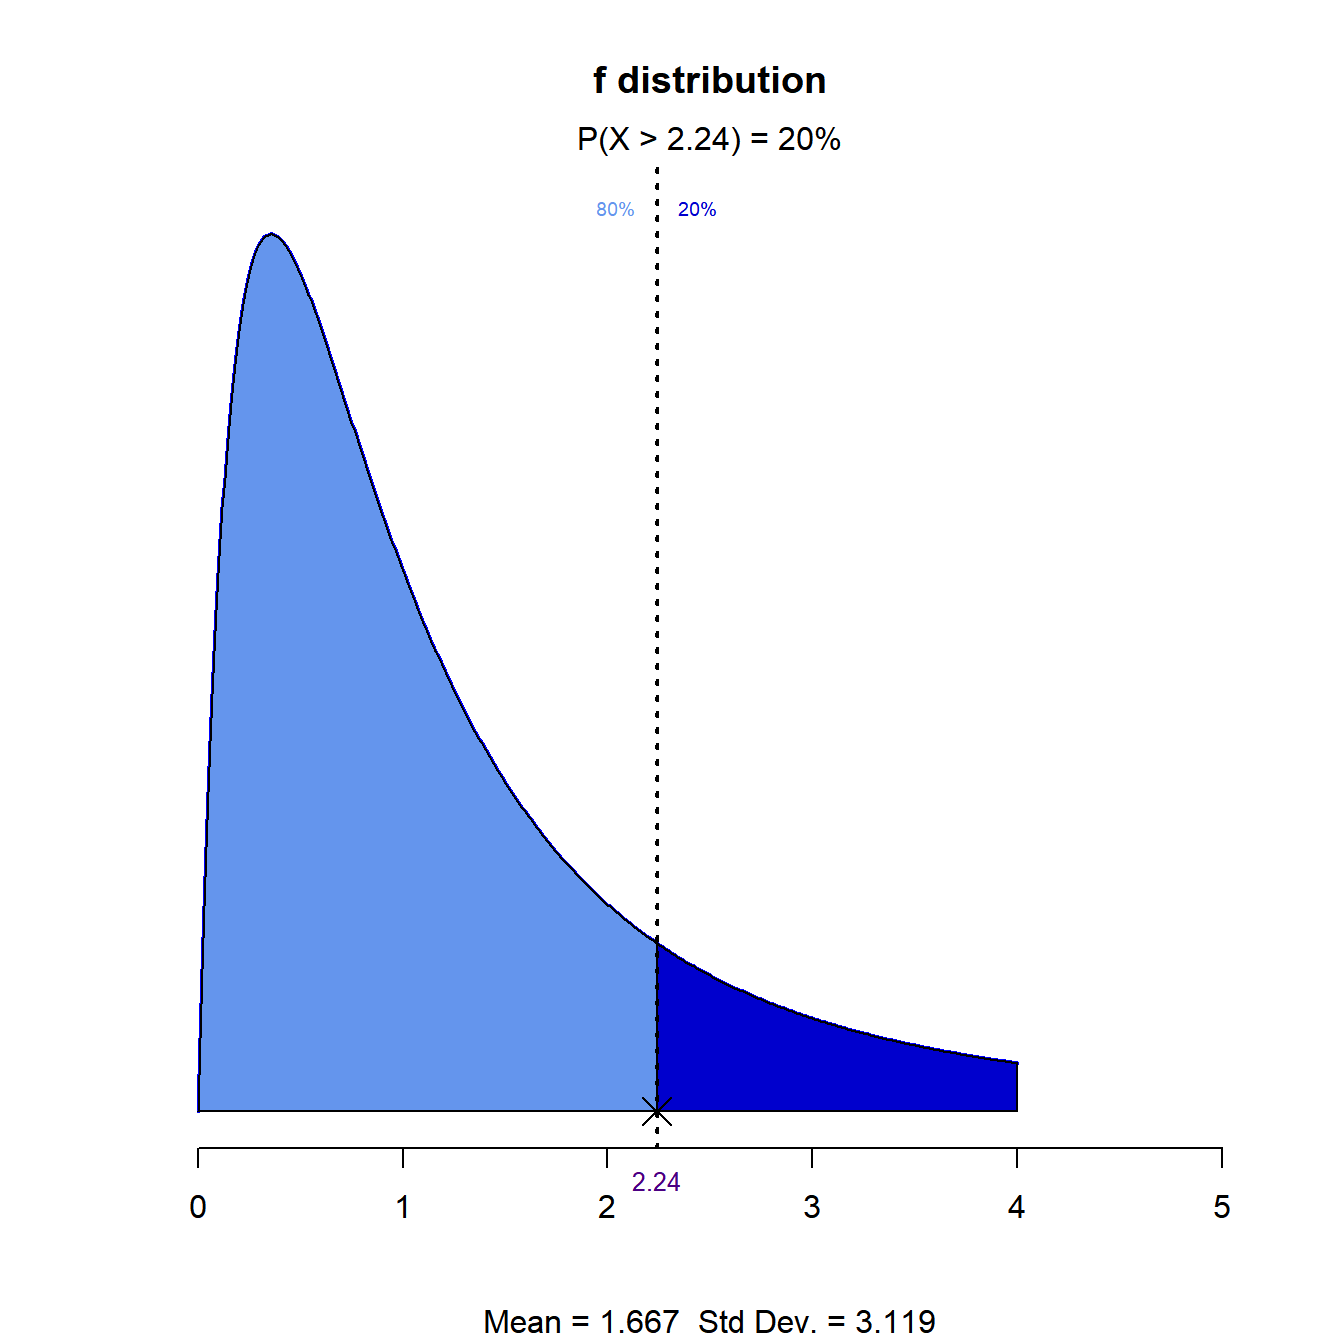 f distribution
P(X > 2.24) = 20%
80% 20%
2.24
0 1 2 3 4 5
Mean = 1.667 Std Dev. = 3.119